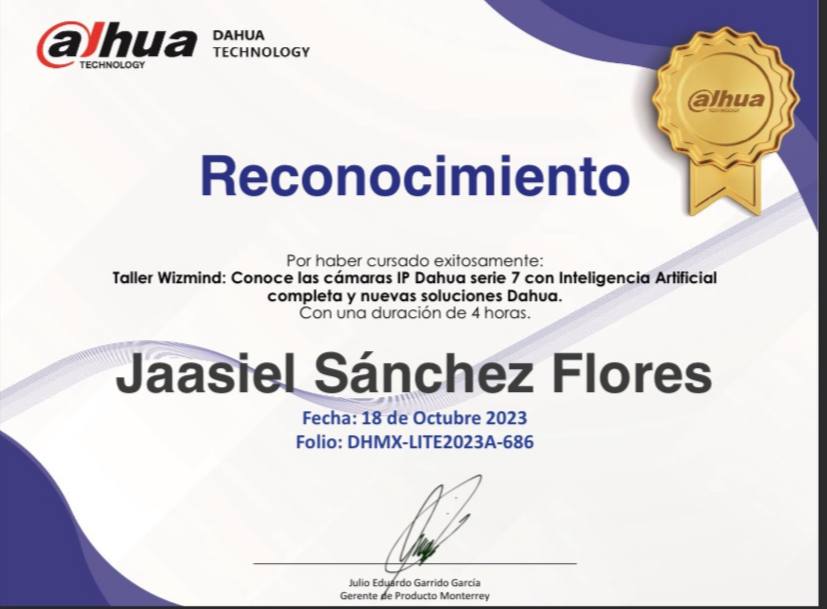 alhua
TECHNOLOGY
DAHUA
TECHNOLOGY
alhua
TECHNOLOGY
Reconocimiento
Por haber cursado exitosamente:
Taller Wizmind: Conoce las cámaras IP Dahua serie 7 con Inteligencia Artificial
completa y nuevas soluciones Dahua.
Con una duración de 4 horas.
Jaasiel Sánchez Flores
Fecha: 18 de Octubre 2023
Folio: DHMX-LITE2023A-686
Julio Eduardo Garrido García
Gerente de Producto Monterrey